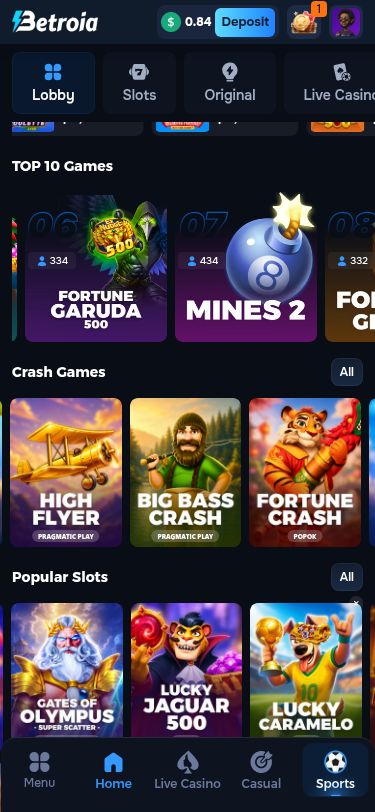 Betroia
$ 0.84 Deposit
1
Lobby
Slots
Original
Live Casino
TOP 10 Games
06
334
FORTUNE
GARUDA
500
07
434
MINES 2
08
332
Crash Games
All
HIGH
FLYER
PRAGMATIC PLAY
BIG BASS
CRASH
PRAGMATIC PLAY
FORTUNE
CRASH
POPOK
Popular Slots
All
GATES OF
OLYMPUS
SUPER SCATTER
LUCKY
JAGUAR
500
10
LUCKY
CARAMELO
Menu
Home
Live Casino
Casual
Sports